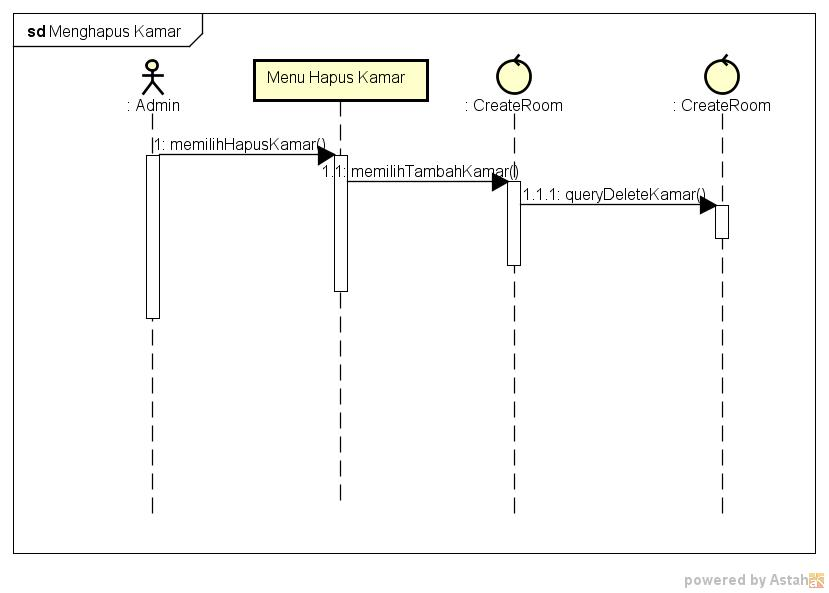 sd Menghapus Kamar
Menu Hapus Kamar
: Admin
: CreateRoom
: CreateRoom
1: memilihHapusKamar()
1.1: memilihTambahKamar()
1.1.1: queryDeleteKamar()
powered by Astah